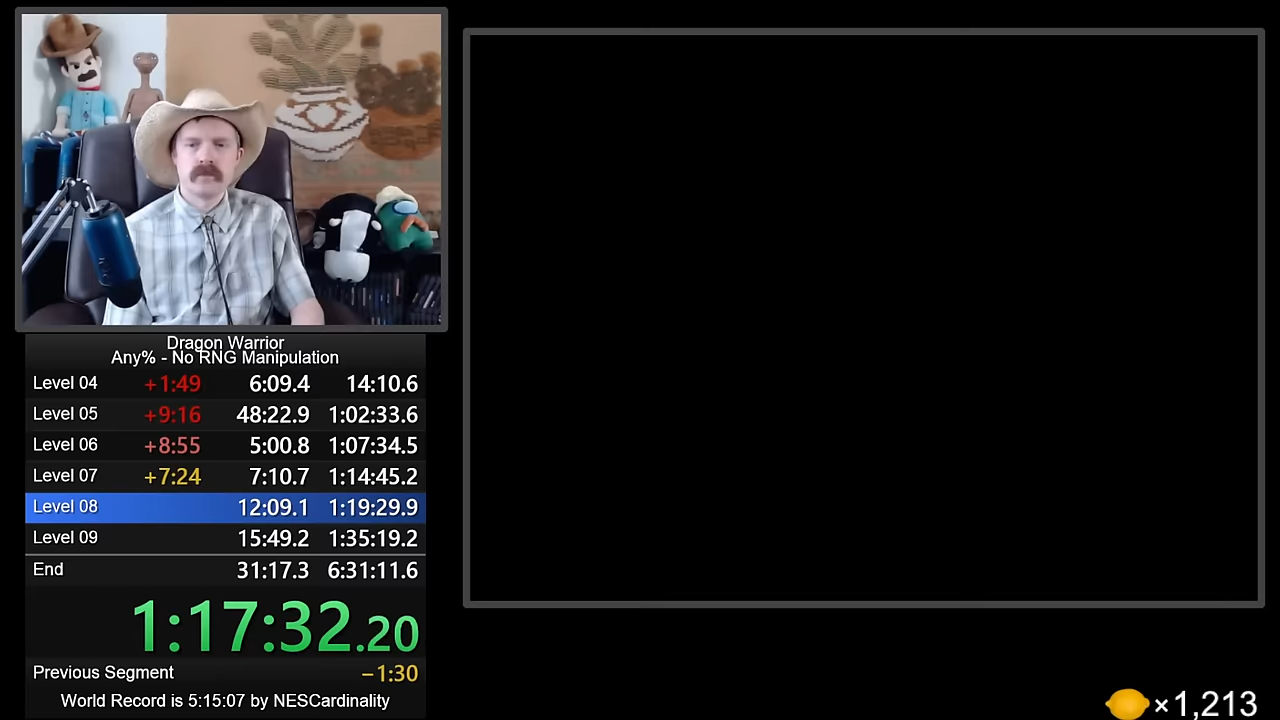 Dragon Warrior
Any% - No RNG Manipulation
Level 04 +1:49 6:09.4 14:10.6
Level 05 +9:16 48:22.9 1:02:33.6
Level 06 +8:55 5:00.8 1:07:34.5
Level 07 +7:24 7:10.7 1:14:45.2
Level 08 12:09.1 1:19:29.9
Level 09 15:49.2 1:35:19.2
End 31:17.3 6:31:11.6
1:17:32.20
Previous Segment −1:30
World Record is 5:15:07 by NESCardinality
×1,213